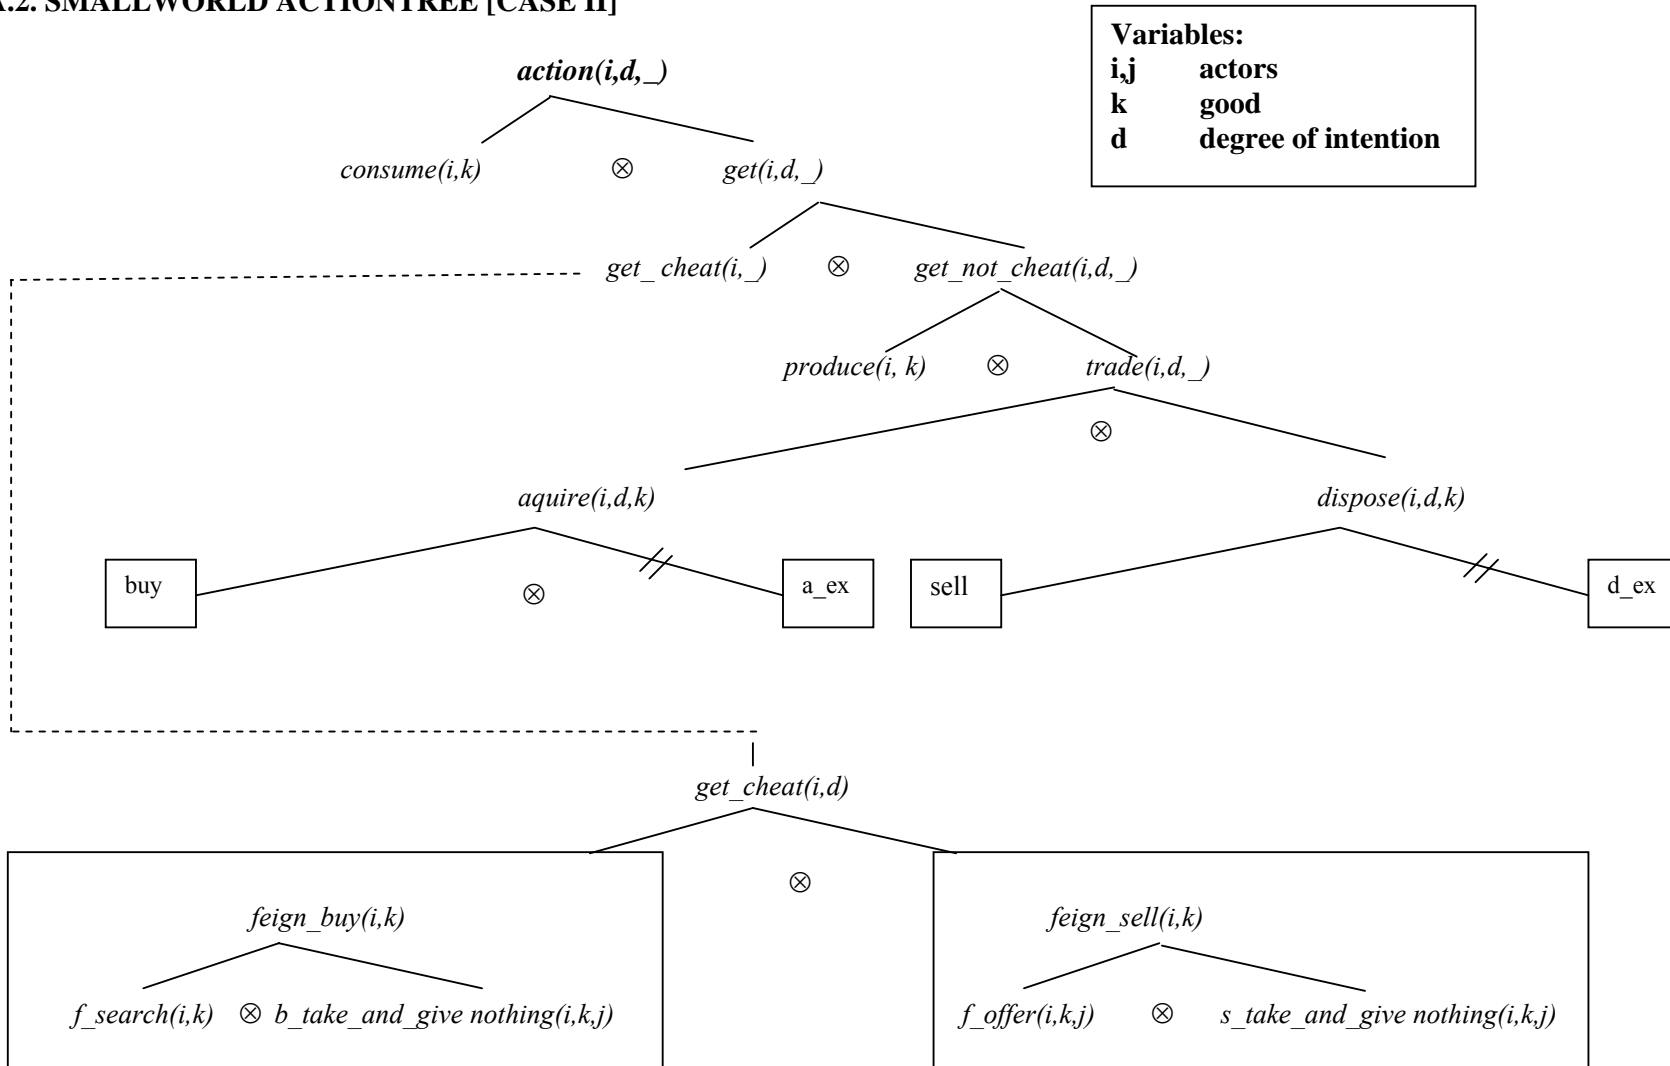 A.2. SMALLWORLD ACTIONTREE [CASE II]
Variables:
i,j actors
k good
d degree of intention
action(i,d,_)
consume(i,k) ⊗ get(i,d,_)
get_ cheat(i,_) ⊗ get_not_cheat(i,d,_)
produce(i, k) ⊗ trade(i,d,_)
⊗
aquire(i,d,k) dispose(i,d,k)
buy ⊗ a_ex sell d_ex
get_cheat(i,d)
⊗
feign_buy(i,k) feign_sell(i,k)
f_search(i,k) ⊗ b_take_and_give nothing(i,k,j) f_offer(i,k,j) ⊗ s_take_and_give nothing(i,k,j)